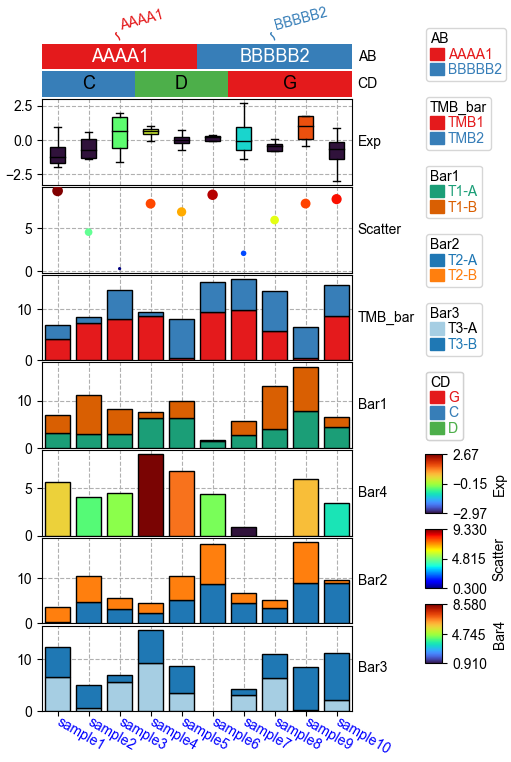 AAAA1
BBBBB2
AAAA1 BBBBB2 AB
C D G CD
2.5
0.0
−2.5
Exp
5
0
Scatter
10
0
TMB_bar
10
0
Bar1
5
0
Bar4
10
0
Bar2
10
0
Bar3
sample1
sample2
sample3
sample4
sample5
sample6
sample7
sample8
sample9
sample10
AB
AAAA1
BBBBB2
TMB_bar
TMB1
TMB2
Bar1
T1-A
T1-B
Bar2
T2-A
T2-B
Bar3
T3-A
T3-B
CD
G
C
D
2.67
-0.15
-2.97
Exp
9.330
4.815
0.300
Scatter
8.580
4.745
0.910
Bar4